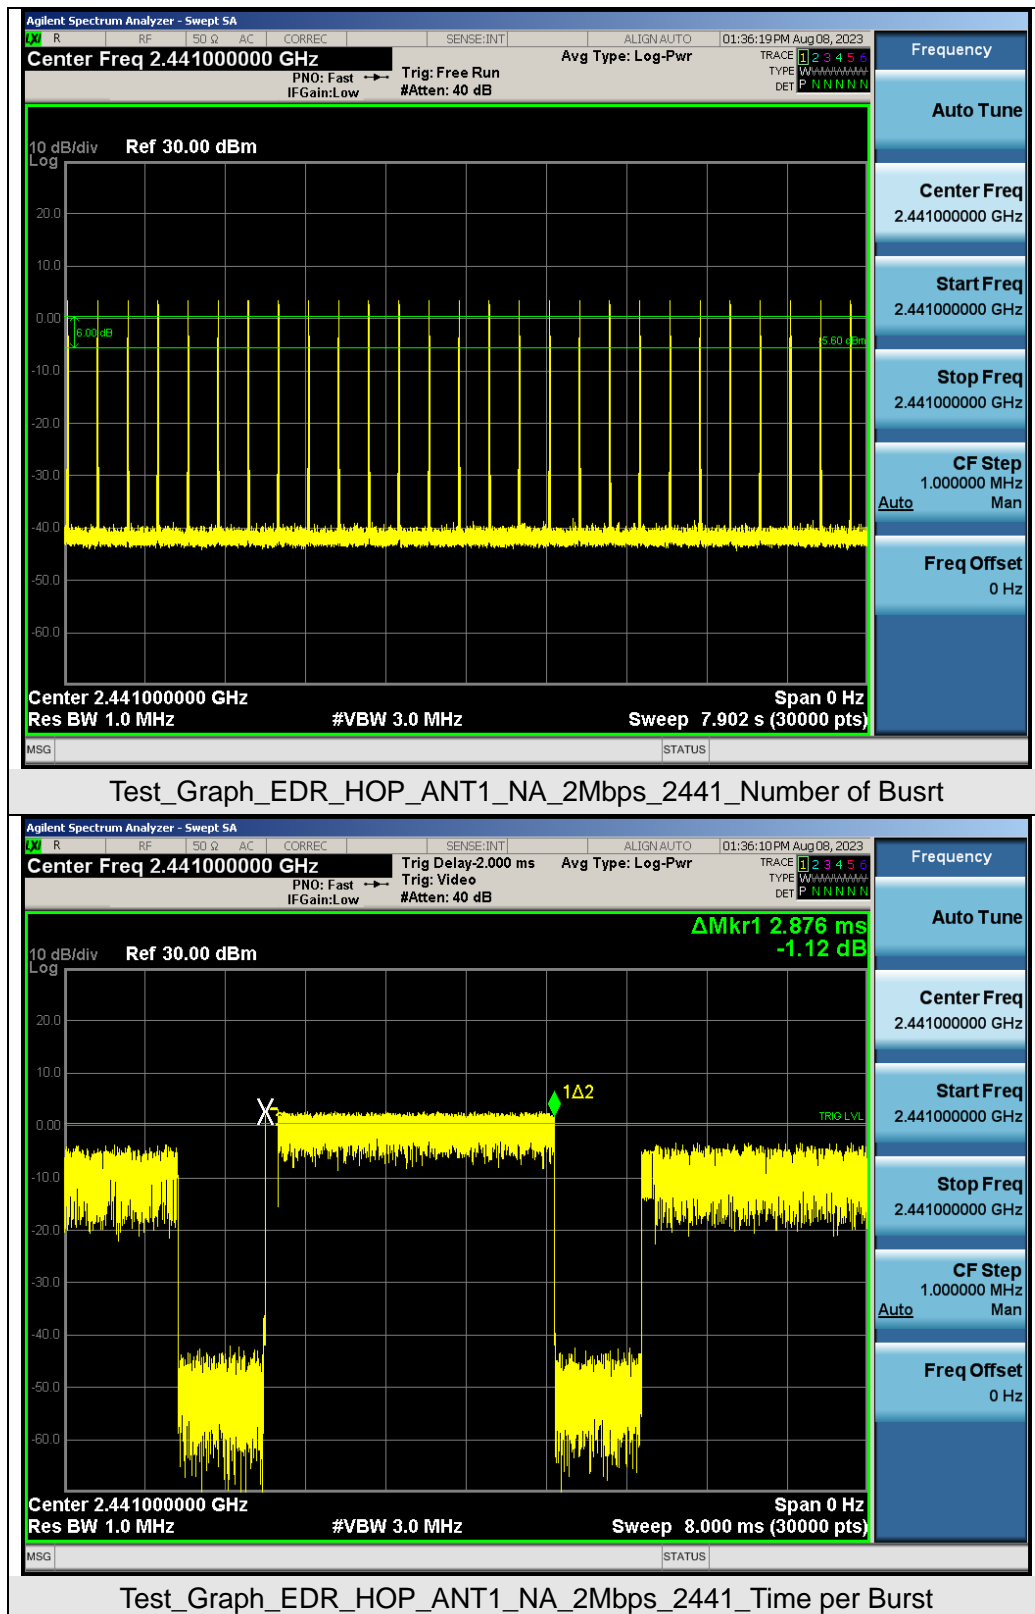 Agilent Spectrum Analyzer - Swept SA
LXI R RF 50 Ω AC CORREC SENSE:INT ALIGN AUTO 01:36:19 PM Aug 08, 2023
Center Freq 2.441000000 GHz Avg Type: Log-Pwr TRACE 1 2 3 4 5 6
PNO: Fast Trig: Free Run TYPE WWWWWW
IFGain:Low #Atten: 40 dB DET P N N N N N
Frequency
Auto Tune
10 dB/div Ref 30.00 dBm
Log
20.0
10.0
0.00
-10.0
-20.0
-30.0
-40.0
-50.0
-60.0
6.00 dB
5.60 dBm
Center Freq
2.441000000 GHz
Start Freq
2.441000000 GHz
Stop Freq
2.441000000 GHz
CF Step
1.000000 MHz
Auto Man
Freq Offset
0 Hz
Center 2.441000000 GHz Span 0 Hz
Res BW 1.0 MHz #VBW 3.0 MHz Sweep 7.902 s (30000 pts)
MSG STATUS
Test_Graph_EDR_HOP_ANT1_NA_2Mbps_2441_Number of Busrt
Agilent Spectrum Analyzer - Swept SA
LXI R RF 50 Ω AC CORREC SENSE:INT ALIGN AUTO 01:36:10 PM Aug 08, 2023
Center Freq 2.441000000 GHz Trig Delay-2.000 ms Avg Type: Log-Pwr TRACE 1 2 3 4 5 6
PNO: Fast Trig: Video TYPE WWWWWW
IFGain:Low #Atten: 40 dB DET P N N N N N
Frequency
Auto Tune
ΔMkr1 2.876 ms
-1.12 dB
10 dB/div Ref 30.00 dBm
Log
20.0
10.0
0.00
-10.0
-20.0
-30.0
-40.0
-50.0
-60.0
1Δ2
TRIG LVL
Center Freq
2.441000000 GHz
Start Freq
2.441000000 GHz
Stop Freq
2.441000000 GHz
CF Step
1.000000 MHz
Auto Man
Freq Offset
0 Hz
Center 2.441000000 GHz Span 0 Hz
Res BW 1.0 MHz #VBW 3.0 MHz Sweep 8.000 ms (30000 pts)
MSG STATUS
Test_Graph_EDR_HOP_ANT1_NA_2Mbps_2441_Time per Burst